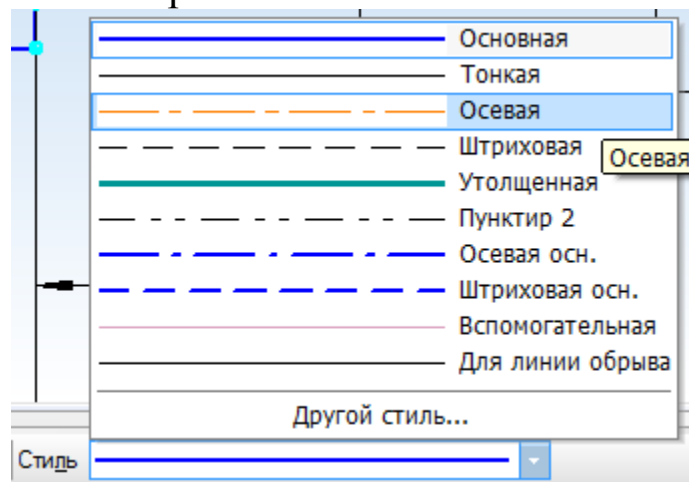 Основная
Тонкая
Осевая
Штриховая
Осевая
Утолщенная
Пунктир 2
Осевая осн.
Штриховая осн.
Вспомогательная
Для линии обрыва
Другой стиль...
Стиль